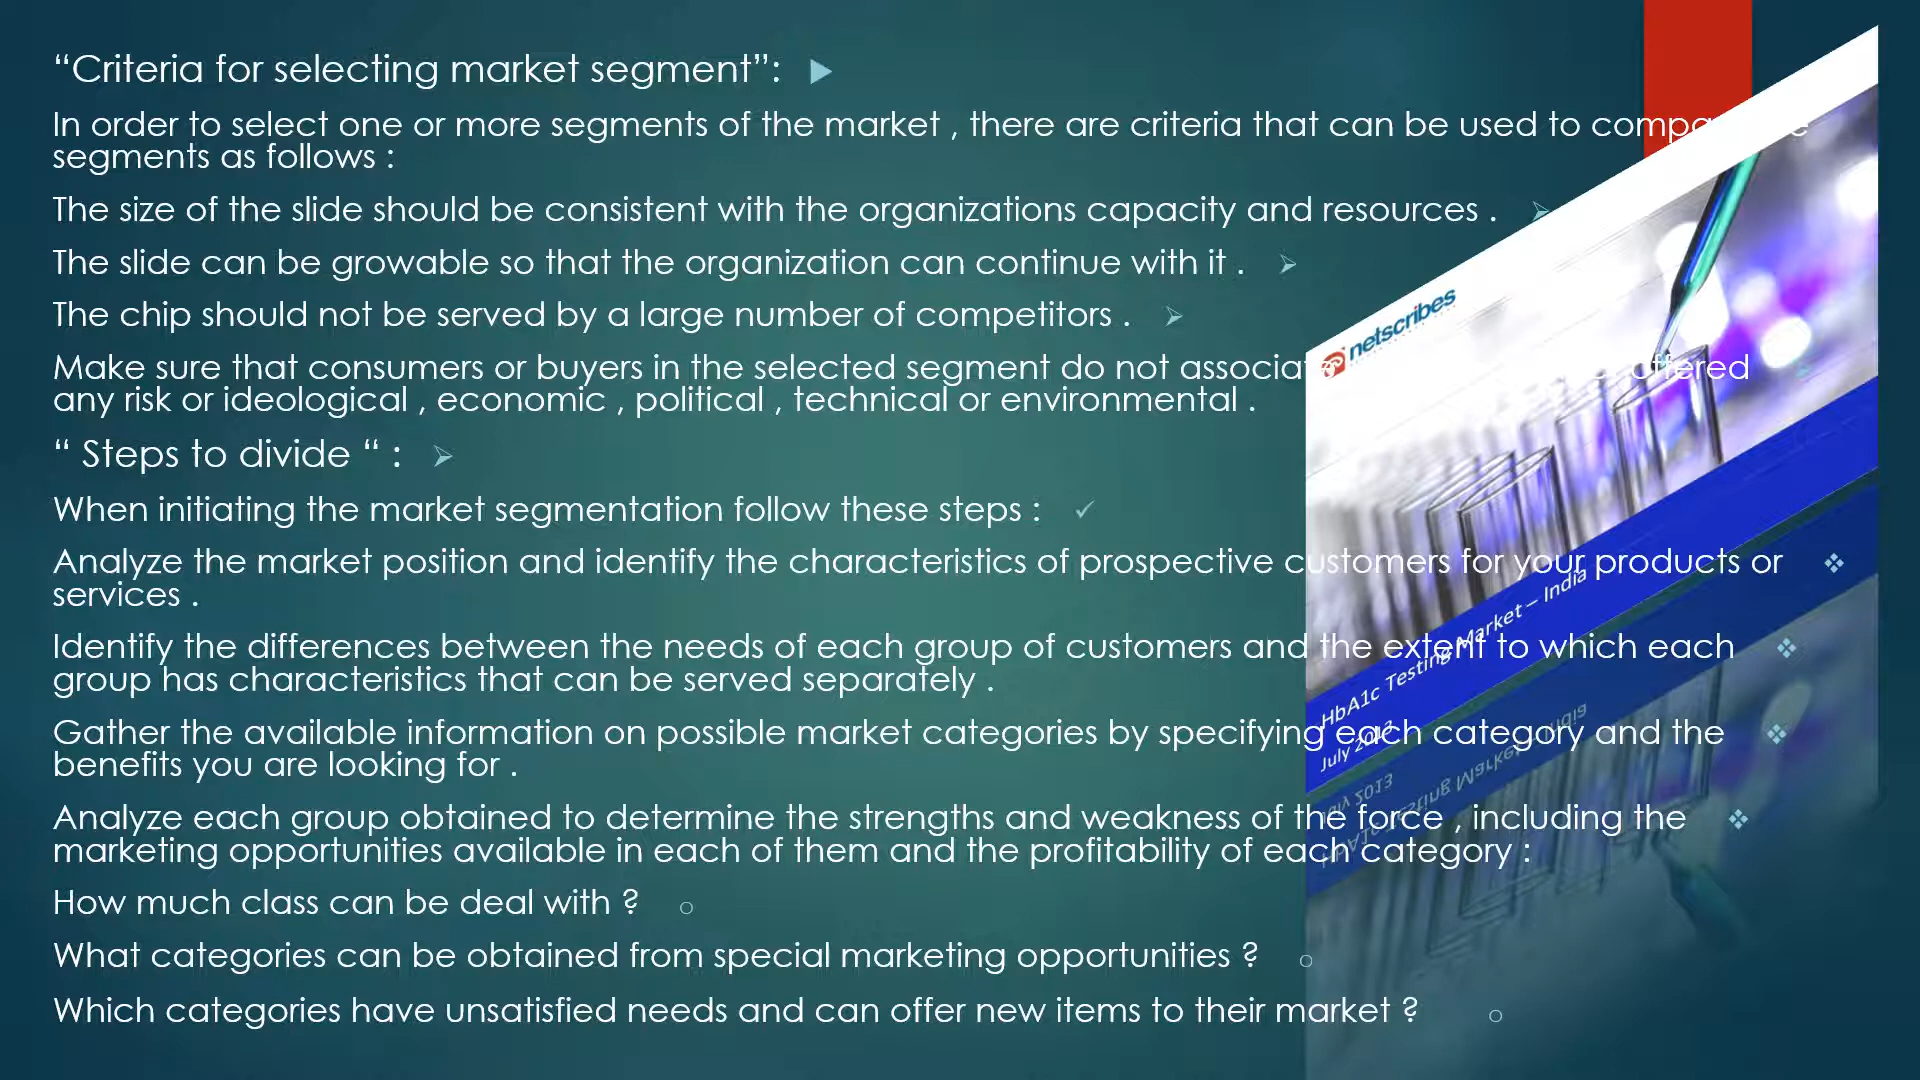 “Criteria for selecting market segment”:
In order to select one or more segments of the market , there are criteria that can be used to
segments as follows :
The size of the slide should be consistent with the organizations capacity and resources .
The slide can be growable so that the organization can continue with it .
The chip should not be served by a large number of competitors .
Make sure that consumers or buyers in the selected segment do not offered
any risk or ideological , economic , political , technical or environmental .
“ Steps to divide “ :
When initiating the market segmentation follow these steps :
Analyze the market position and identify the characteristics of prospective customers for your products or
services .
Identify the differences between the needs of each group of customers and the extent to which each
group has characteristics that can be served separately .
Gather the available information on possible market categories by specifying each category and the
benefits you are looking for .
Analyze each group obtained to determine the strengths and weakness of the force , including the
marketing opportunities available in each of them and the profitability of each category :
How much class can be deal with ?
What categories can be obtained from special marketing opportunities ?
Which categories have unsatisfied needs and can offer new items to their market ?
netscribes
HbA1c Testing Market – India
July 2013